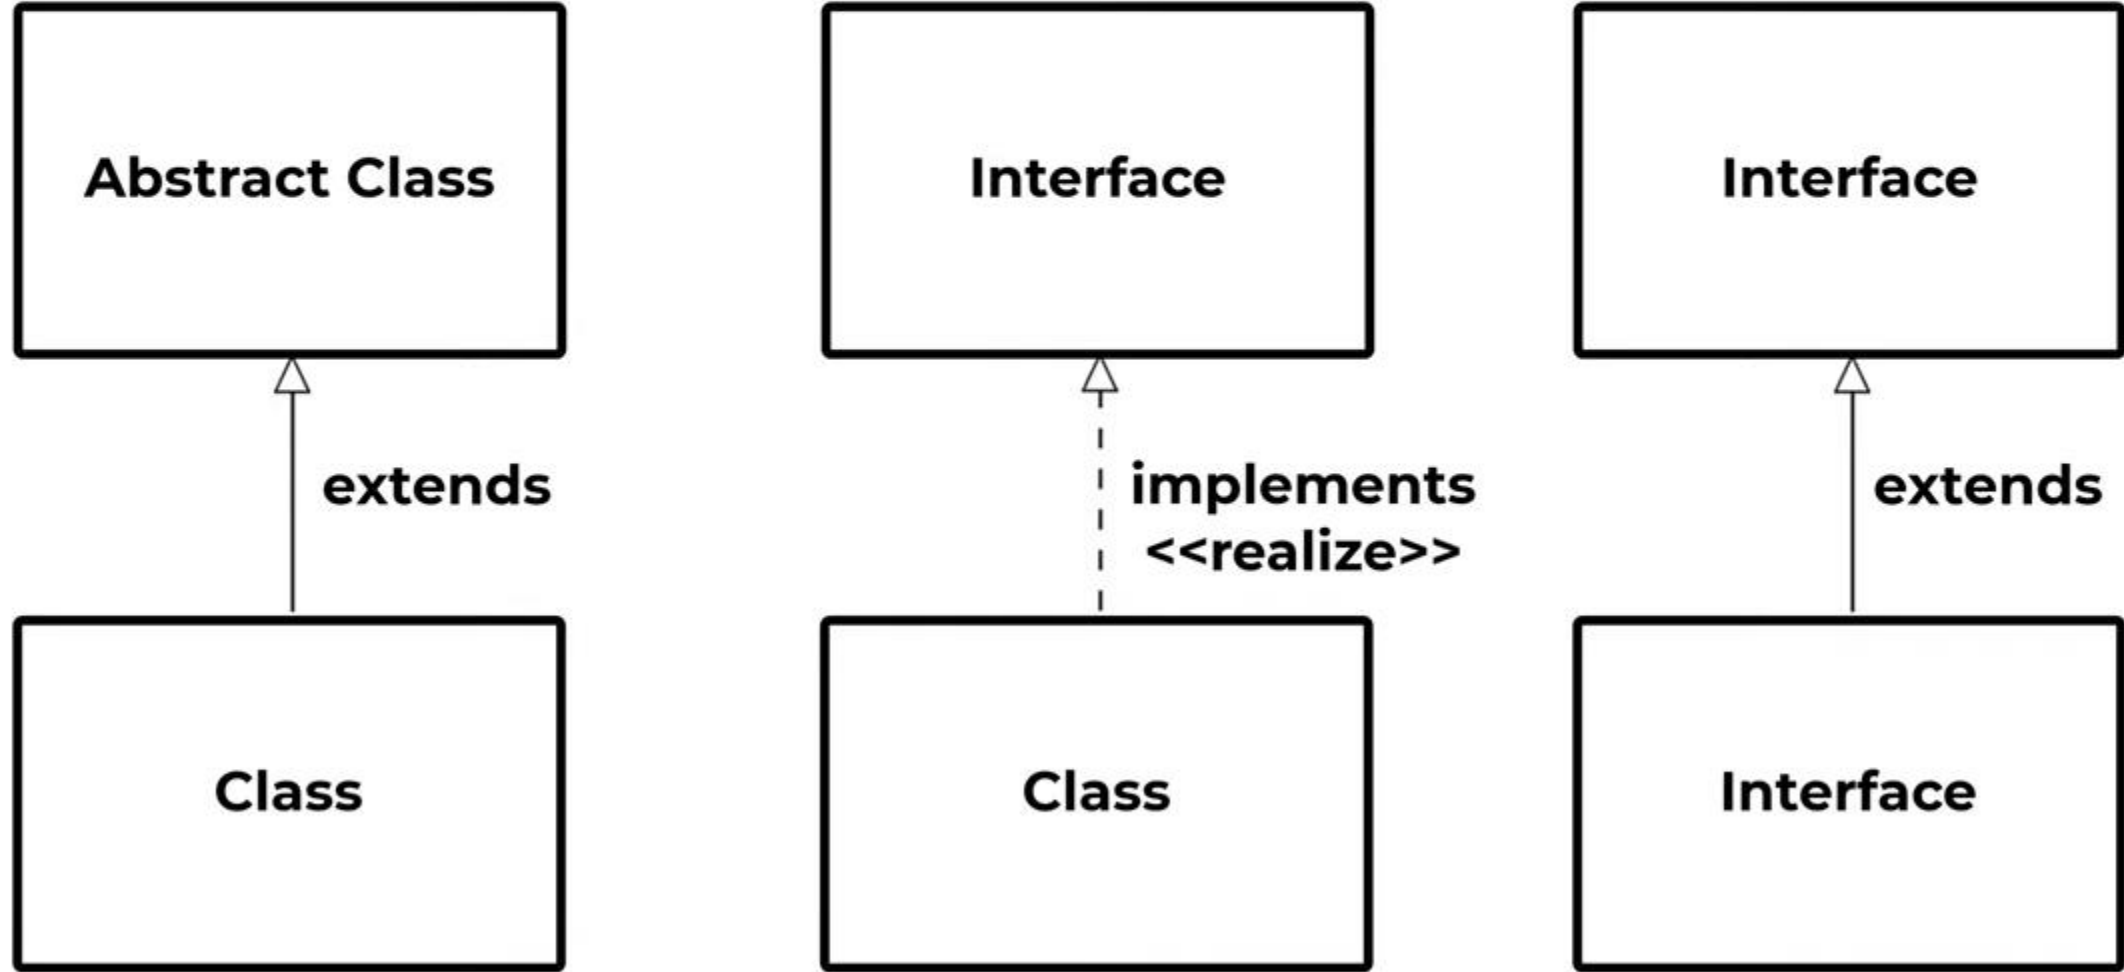 Abstract Class
Interface
Interface
extends
implements
<<realize>>
extends
Class
Class
Interface